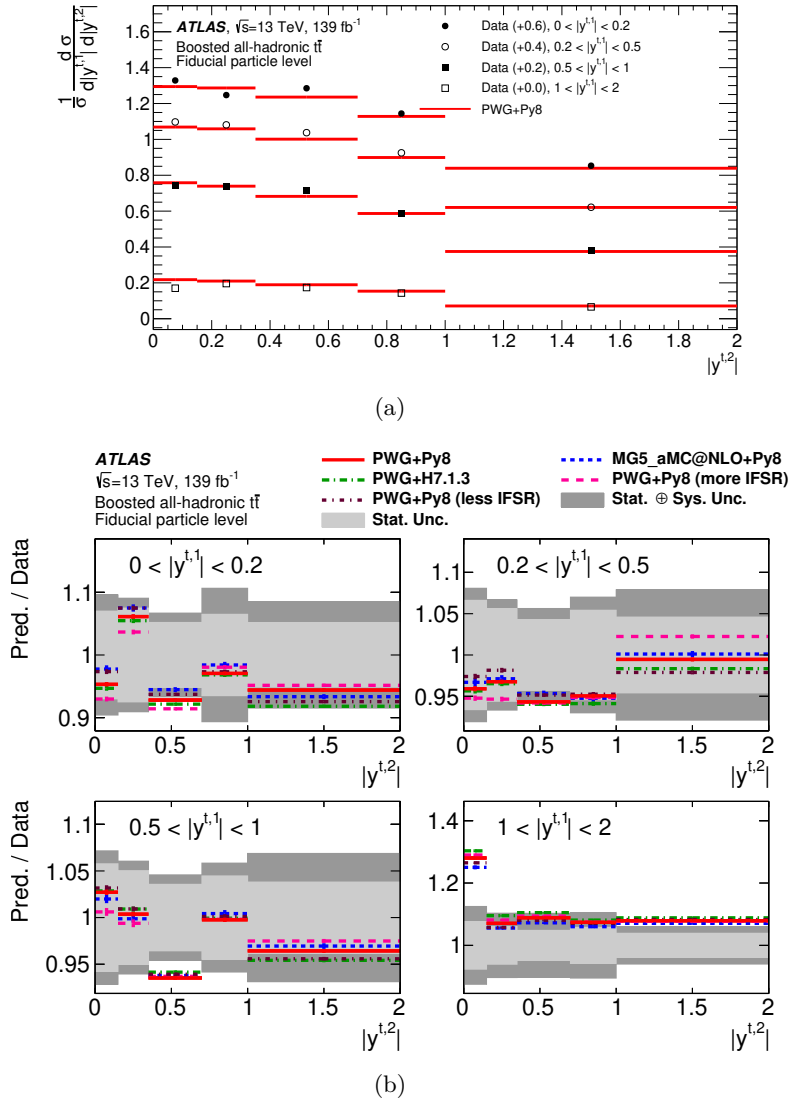 ATLAS, √s=13 TeV, 139 fb⁻¹
Boosted all-hadronic tt̄
Fiducial particle level
Data (+0.6), 0 < |y^{t,1}| < 0.2
Data (+0.4), 0.2 < |y^{t,1}| < 0.5
Data (+0.2), 0.5 < |y^{t,1}| < 1
Data (+0.0), 1 < |y^{t,1}| < 2
PWG+Py8
1/σ d σ / d|y^{t,1}| d|y^{t,2}|
1.6
1.4
1.2
1
0.8
0.6
0.4
0.2
0
0 0.2 0.4 0.6 0.8 1 1.2 1.4 1.6 1.8 2
|y^{t,2}|
(a)
ATLAS
√s=13 TeV, 139 fb⁻¹
Boosted all-hadronic tt̄
Fiducial particle level
PWG+Py8
PWG+H7.1.3
PWG+Py8 (less IFSR)
Stat. Unc.
MG5_aMC@NLO+Py8
PWG+Py8 (more IFSR)
Stat. ⊕ Sys. Unc.
Pred. / Data
0 < |y^{t,1}| < 0.2
1.1
1
0.9
0 0.5 1 1.5 2
|y^{t,2}|
0.2 < |y^{t,1}| < 0.5
1.1
1.05
1
0.95
0 0.5 1 1.5 2
|y^{t,2}|
Pred. / Data
0.5 < |y^{t,1}| < 1
1.1
1.05
1
0.95
0 0.5 1 1.5 2
|y^{t,2}|
1 < |y^{t,1}| < 2
1.4
1.2
1
0 0.5 1 1.5 2
|y^{t,2}|
(b)